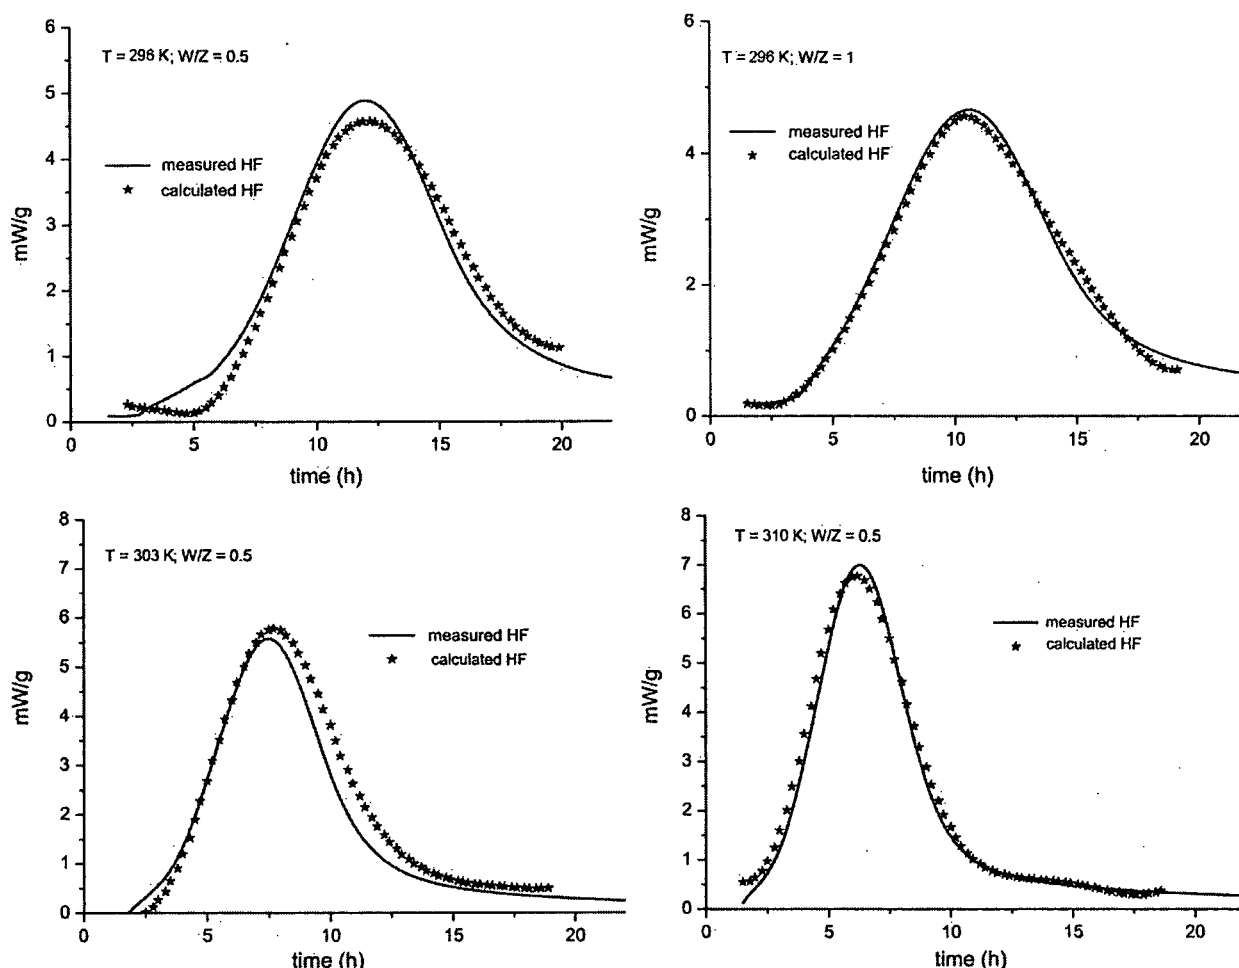 6
5
4
3
2
1
0
mW/g
T = 296 K; W/Z = 0.5
measured HF
calculated HF
0 5 10 15 20
time (h)
6
4
2
0
mW/g
T = 296 K; W/Z = 1
measured HF
calculated HF
0 5 10 15 20
time (h)
8
7
6
5
4
3
2
1
0
mW/g
T = 303 K; W/Z = 0.5
measured HF
calculated HF
0 5 10 15 20
time (h)
8
7
6
5
4
3
2
1
0
mW/g
T = 310 K; W/Z = 0.5
measured HF
calculated HF
0 5 10 15 20
time (h)